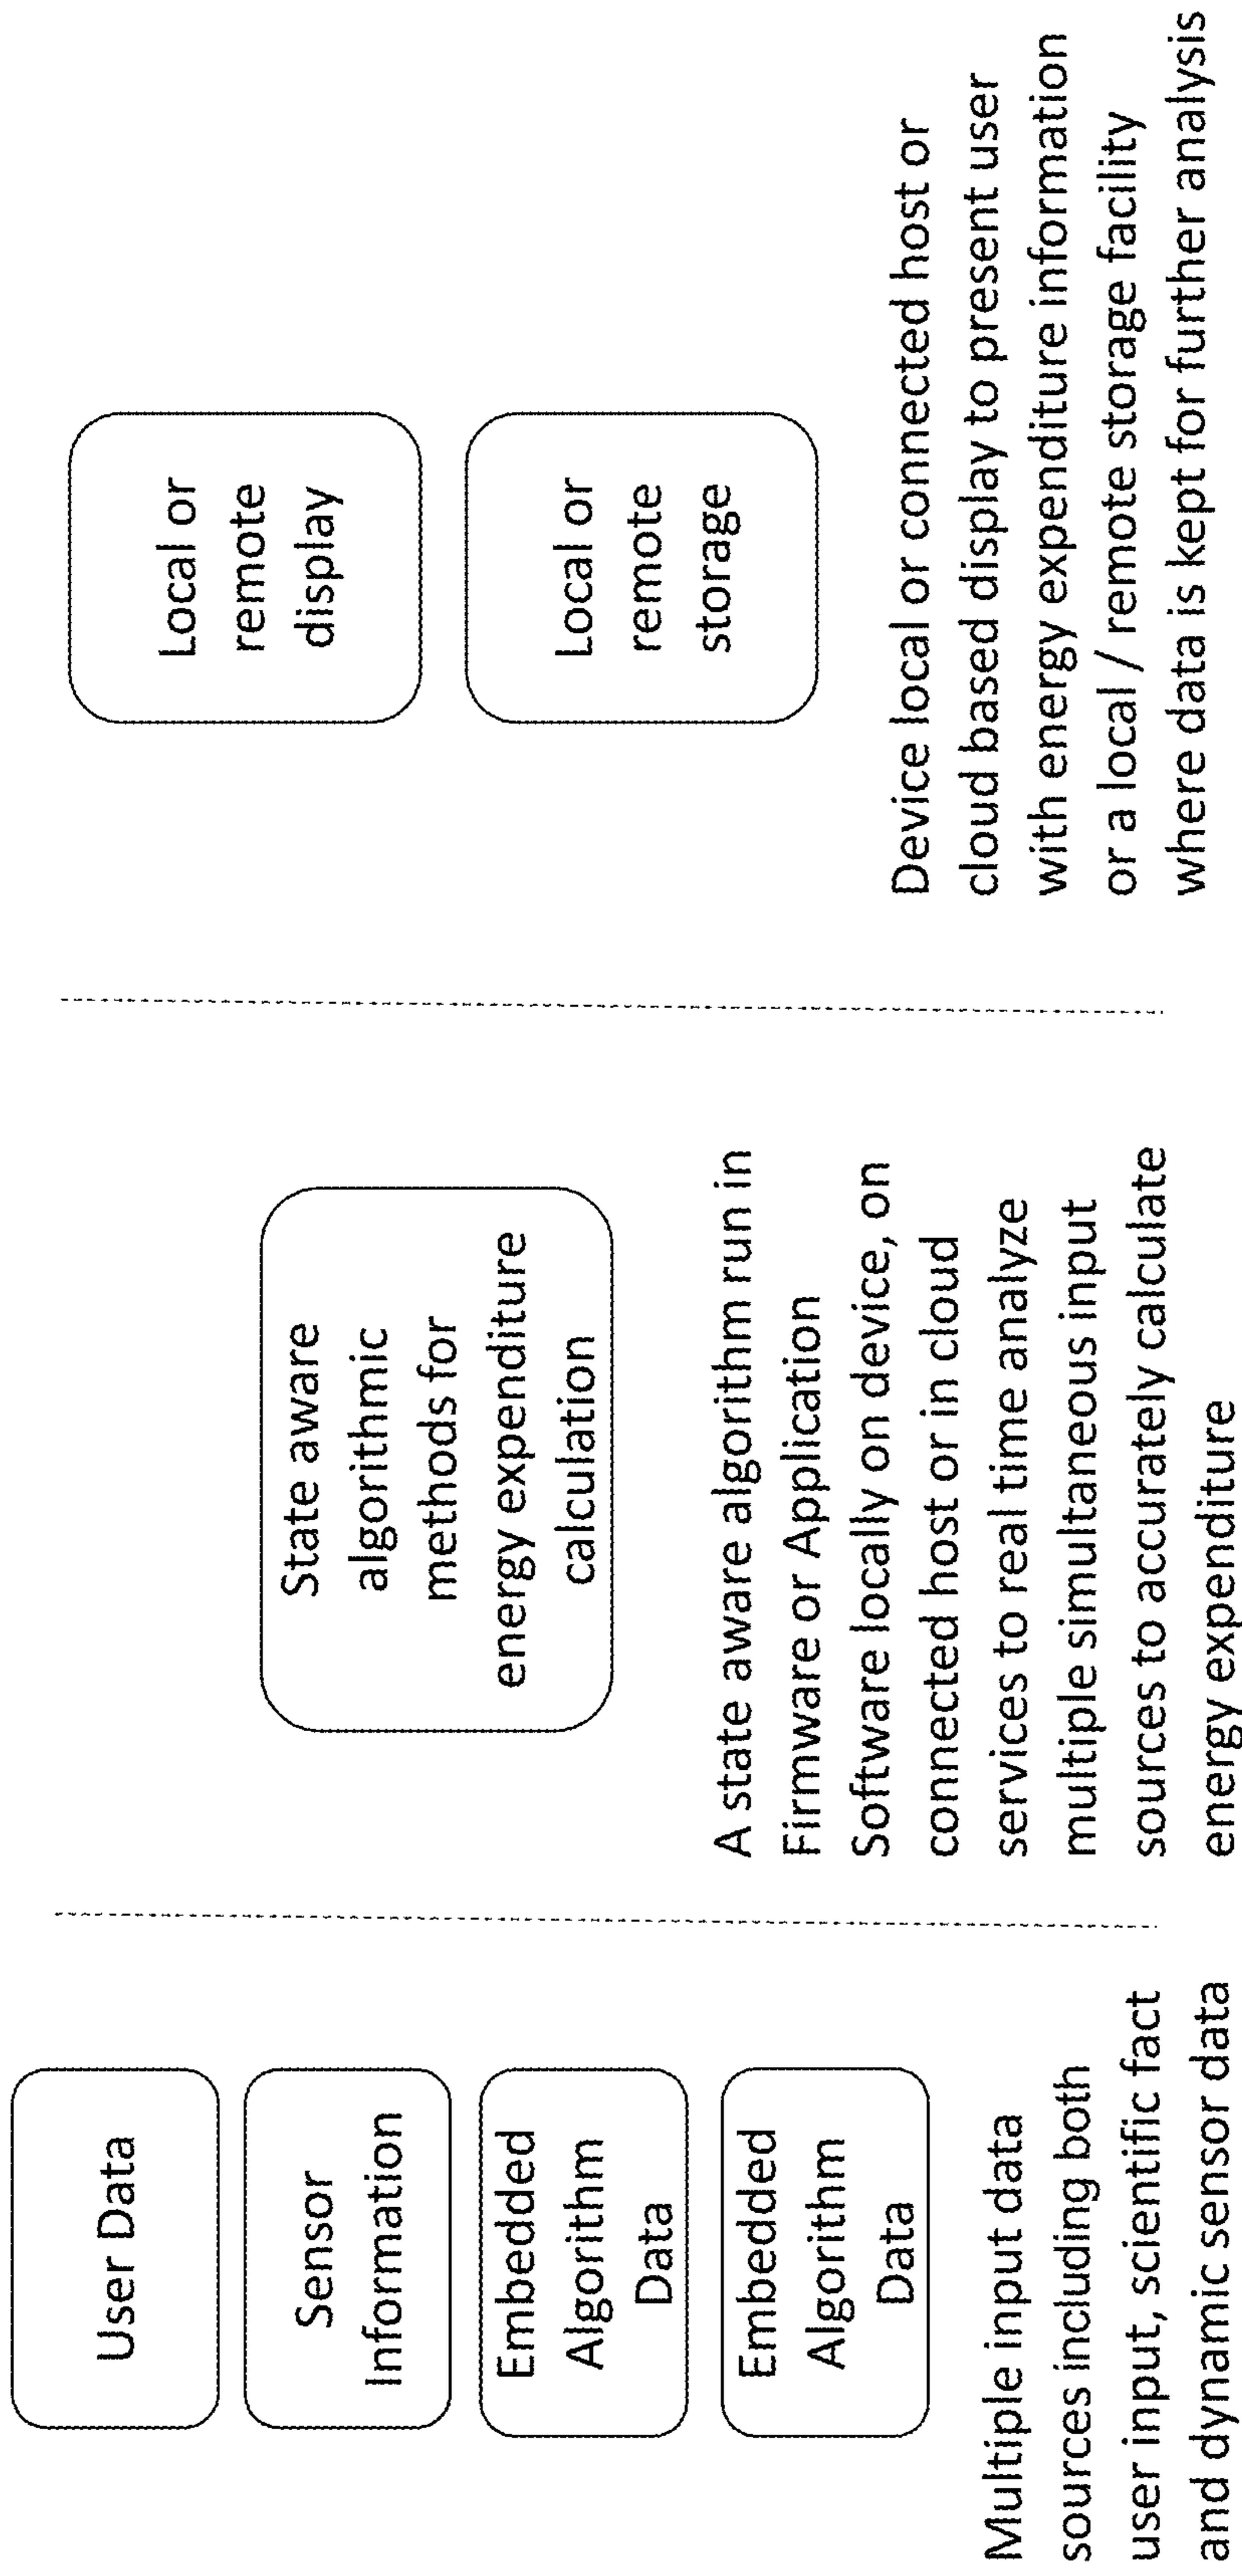 User Data
Sensor
Information
Embedded
Algorithm
Data
Embedded
Algorithm
Data
Multiple input data
sources including both
user input, scientific fact
and dynamic sensor data
State aware
algorithmic
methods for
energy expenditure
calculation
A state aware algorithm run in
Firmware or Application
Software locally on device, on
connected host or in cloud
services to real time analyze
multiple simultaneous input
sources to accurately calculate
energy expenditure
Local or
remote
display
Local or
remote
storage
Device local or connected host or
cloud based display to present user
with energy expenditure information
or a local / remote storage facility
where data is kept for further analysis